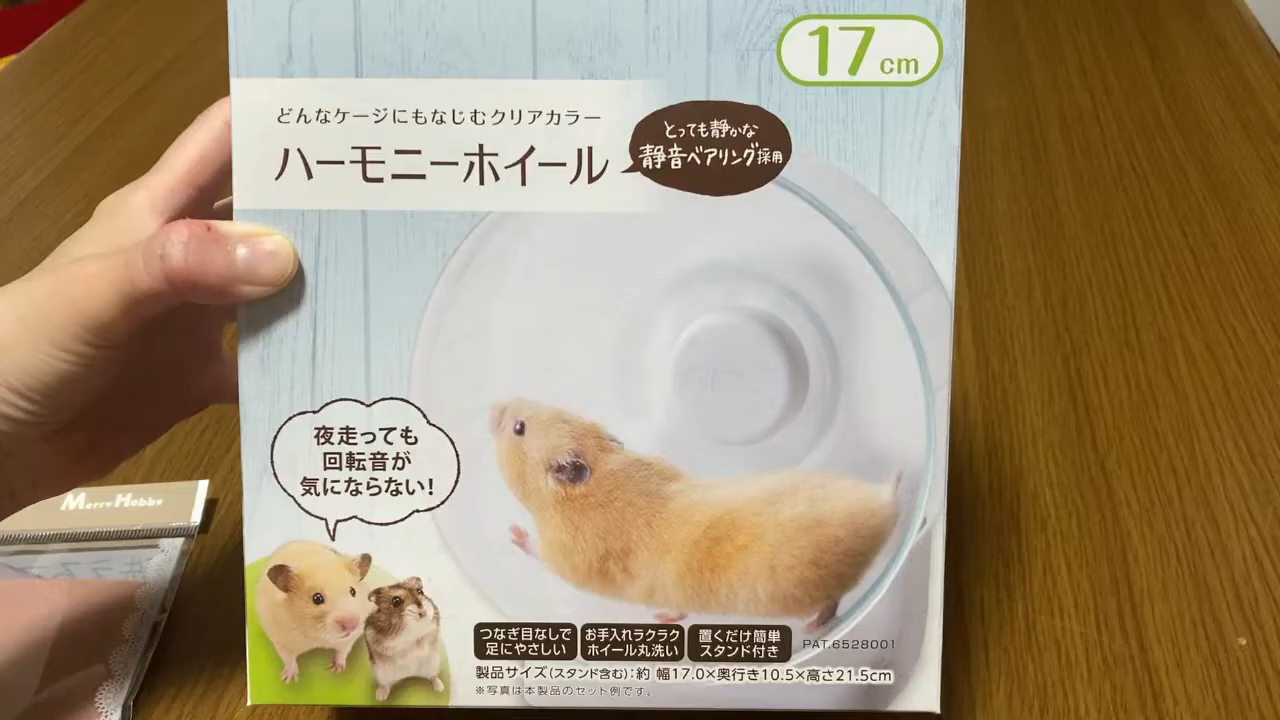 17cm
どんなケージにもなじむクリアカラー
ハーモニーホイール
とっても静かな
静音ベアリング採用
夜走っても
回転音が
気にならない!
Merry Hobby
つなぎ目なしで
足にやさしい
お手入れラクラク
ホイール丸洗い
置くだけ簡単
スタンド付き
PAT.6528001
製品サイズ(スタンド含む):約 幅17.0×奥行き10.5×高さ21.5cm
※写真は本製品のセット例です。